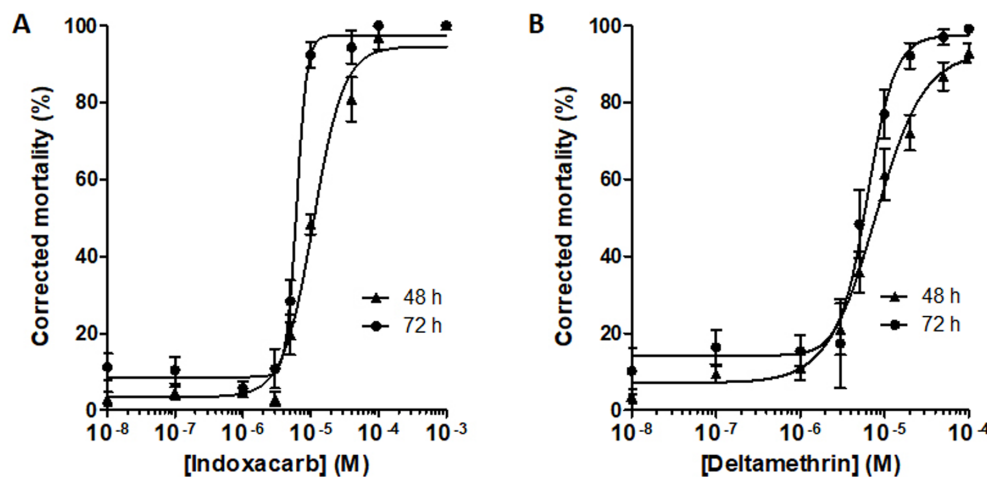 A
Corrected mortality (%)
100
80
60
40
20
0
48 h
72 h
10⁻⁸ 10⁻⁷ 10⁻⁶ 10⁻⁵ 10⁻⁴ 10⁻³
[Indoxacarb] (M)
B
Corrected mortality (%)
100
80
60
40
20
0
48 h
72 h
10⁻⁸ 10⁻⁷ 10⁻⁶ 10⁻⁵ 10⁻⁴
[Deltamethrin] (M)